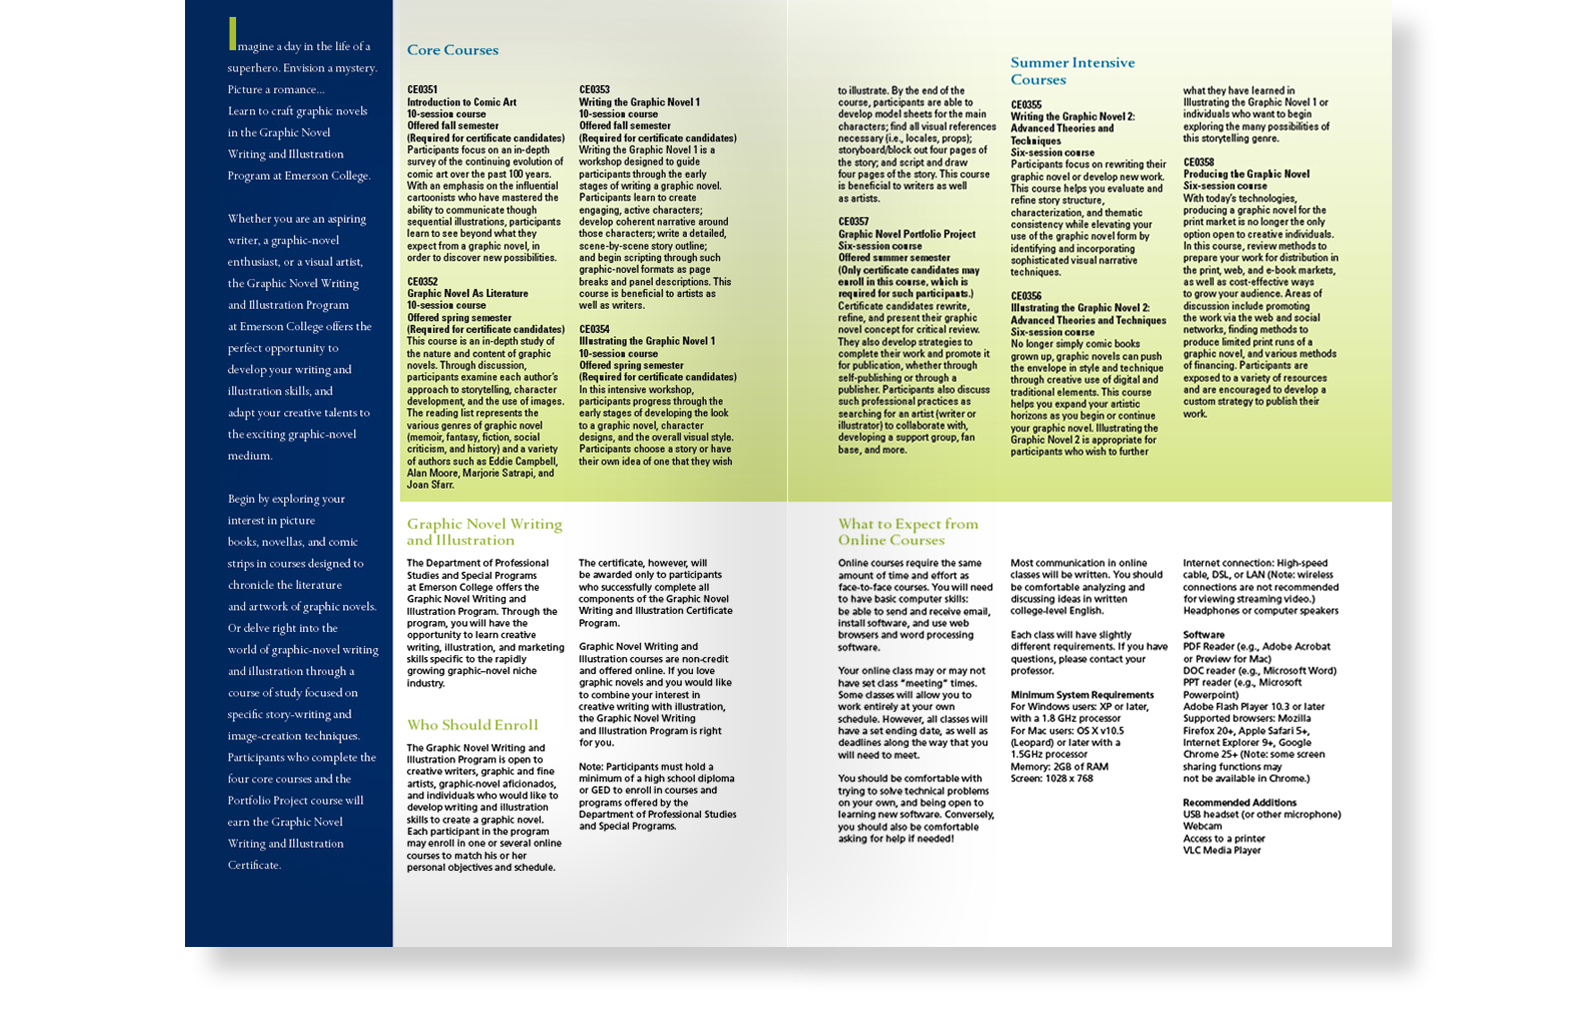 Imagine a day in the life of a
superhero. Envision a mystery.
Picture a romance...
Learn to craft graphic novels
in the Graphic Novel
Writing and Illustration
Program at Emerson College.
Whether you are an aspiring
writer, a graphic-novel
enthusiast, or a visual artist,
the Graphic Novel Writing
and Illustration Program
at Emerson College offers the
perfect opportunity to
develop your writing and
illustration skills, and
adapt your creative talents to
the exciting graphic-novel
medium.
Begin by exploring your
interest in picture
books, novellas, and comic
strips in courses designed to
chronicle the literature
and artwork of graphic novels.
Or delve right into the
world of graphic-novel writing
and illustration through a
course of study focused on
specific story-writing and
image-creation techniques.
Participants who complete the
four core courses and the
Portfolio Project course will
earn the Graphic Novel
Writing and Illustration
Certificate.
Core Courses
CE0351
Introduction to Comic Art
10-session course
Offered fall semester
(Required for certificate candidates)
Participants focus on an in-depth
survey of the continuing evolution of
comic art over the past 100 years.
With an emphasis on the influential
cartoonists who have mastered the
ability to communicate though
sequential illustrations, participants
learn to see beyond what they
expect from a graphic novel, in
order to discover new possibilities.
CE0352
Graphic Novel As Literature
10-session course
Offered spring semester
(Required for certificate candidates)
This course is an in-depth study of
the nature and content of graphic
novels. Through discussion,
participants examine each author's
approach to storytelling, character
development, and the use of images.
The reading list represents the
various genres of graphic novel
(memoir, fantasy, fiction, social
criticism, and history) and a variety
of authors such as Eddie Campbell,
Alan Moore, Marjorie Satrapi, and
Joan Sfarr.
CE0353
Writing the Graphic Novel 1
10-session course
Offered fall semester
(Required for certificate candidates)
Writing the Graphic Novel 1 is a
workshop designed to guide
participants through the early
stages of writing a graphic novel.
Participants learn to create
engaging, active characters;
develop coherent narrative around
those characters; write a detailed,
scene-by-scene story outline;
and begin scripting through such
graphic-novel formats as page
breaks and panel descriptions. This
course is beneficial to artists as
well as writers.
CE0354
Illustrating the Graphic Novel 1
10-session course
Offered spring semester
(Required for certificate candidates)
In this intensive workshop,
participants progress through the
early stages of developing the look
to a graphic novel, character
designs, and the overall visual style.
Participants choose a story or have
their own idea of one that they wish
to illustrate. By the end of the
course, participants are able to
develop model sheets for the main
characters; find all visual references
necessary (i.e., locales, props);
storyboard/block out four pages of
the story; and script and draw
four pages of the story. This course
is beneficial to writers as well
as artists.
CE0357
Graphic Novel Portfolio Project
Six-session course
Offered summer semester
(Only certificate candidates may
enroll in this course, which is
required for such participants.)
Certificate candidates rewrite,
refine, and present their graphic
novel concept for critical review.
They also develop strategies to
complete their work and promote it
for publication, whether through
self-publishing or through a
publisher. Participants also discuss
such professional practices as
searching for an artist (writer or
illustrator) to collaborate with,
developing a support group, fan
base, and more.
Summer Intensive
Courses
CE0355
Writing the Graphic Novel 2:
Advanced Theories and
Techniques
Six-session course
Participants focus on rewriting their
graphic novel or develop new work.
This course helps you evaluate and
refine story structure,
characterization, and thematic
consistency while elevating your
use of the graphic novel form by
identifying and incorporating
sophisticated visual narrative
techniques.
CE0356
Illustrating the Graphic Novel 2:
Advanced Theories and Techniques
Six-session course
No longer simply comic books
grown up, graphic novels can push
the envelope in style and technique
through creative use of digital and
traditional elements. This course
helps you expand your artistic
horizons as you begin or continue
your graphic novel. Illustrating the
Graphic Novel 2 is appropriate for
participants who wish to further
what they have learned in
Illustrating the Graphic Novel 1 or
individuals who want to begin
exploring the many possibilities of
this storytelling genre.
CE0358
Producing the Graphic Novel
Six-session course
With today's technologies,
producing a graphic novel for the
print market is no longer the only
option open to creative individuals.
In this course, review methods to
prepare your work for distribution in
the print, web, and e-book markets,
as well as cost-effective ways
to grow your audience. Areas of
discussion include promoting
the work via the web and social
networks, finding methods to
produce limited print runs of a
graphic novel, and various methods
of financing. Participants are
exposed to a variety of resources
and are encouraged to develop a
custom strategy to publish their
work.
Graphic Novel Writing
and Illustration
The Department of Professional
Studies and Special Programs
at Emerson College offers the
Graphic Novel Writing and
Illustration Program. Through the
program, you will have the
opportunity to learn creative
writing, illustration, and marketing
skills specific to the rapidly
growing graphic–novel niche
industry.
Who Should Enroll
The Graphic Novel Writing and
Illustration Program is open to
creative writers, graphic and fine
artists, graphic-novel aficionados,
and individuals who would like to
develop writing and illustration
skills to create a graphic novel.
Each participant in the program
may enroll in one or several online
courses to match his or her
personal objectives and schedule.
The certificate, however, will
be awarded only to participants
who successfully complete all
components of the Graphic Novel
Writing and Illustration Certificate
Program.
Graphic Novel Writing and
Illustration courses are non-credit
and offered online. If you love
graphic novels and you would like
to combine your interest in
creative writing with illustration,
the Graphic Novel Writing
and Illustration Program is right
for you.
Note: Participants must hold a
minimum of a high school diploma
or GED to enroll in courses and
programs offered by the
Department of Professional Studies
and Special Programs.
What to Expect from
Online Courses
Online courses require the same
amount of time and effort as
face-to-face courses. You will need
to have basic computer skills:
be able to send and receive email,
install software, and use web
browsers and word processing
software.
Your online class may or may not
have set class "meeting" times.
Some classes will allow you to
work entirely at your own
schedule. However, all classes will
have a set ending date, as well as
deadlines along the way that you
will need to meet.
You should be comfortable with
trying to solve technical problems
on your own, and being open to
learning new software. Conversely,
you should also be comfortable
asking for help if needed!
Most communication in online
classes will be written. You should
be comfortable analyzing and
discussing ideas in written
college-level English.
Each class will have slightly
different requirements. If you have
questions, please contact your
professor.
Minimum System Requirements
For Windows users: XP or later,
with a 1.8 GHz processor
For Mac users: OS X v10.5
(Leopard) or later with a
1.5GHz processor
Memory: 2GB of RAM
Screen: 1028 x 768
Internet connection: High-speed
cable, DSL, or LAN (Note: wireless
connections are not recommended
for viewing streaming video.)
Headphones or computer speakers
Software
PDF Reader (e.g., Adobe Acrobat
or Preview for Mac)
DOC reader (e.g., Microsoft Word)
PPT reader (e.g., Microsoft
Powerpoint)
Adobe Flash Player 10.3 or later
Supported browsers: Mozilla
Firefox 20+, Apple Safari 5+,
Internet Explorer 9+, Google
Chrome 25+ (Note: some screen
sharing functions may
not be available in Chrome.)
Recommended Additions
USB headset (or other microphone)
Webcam
Access to a printer
VLC Media Player